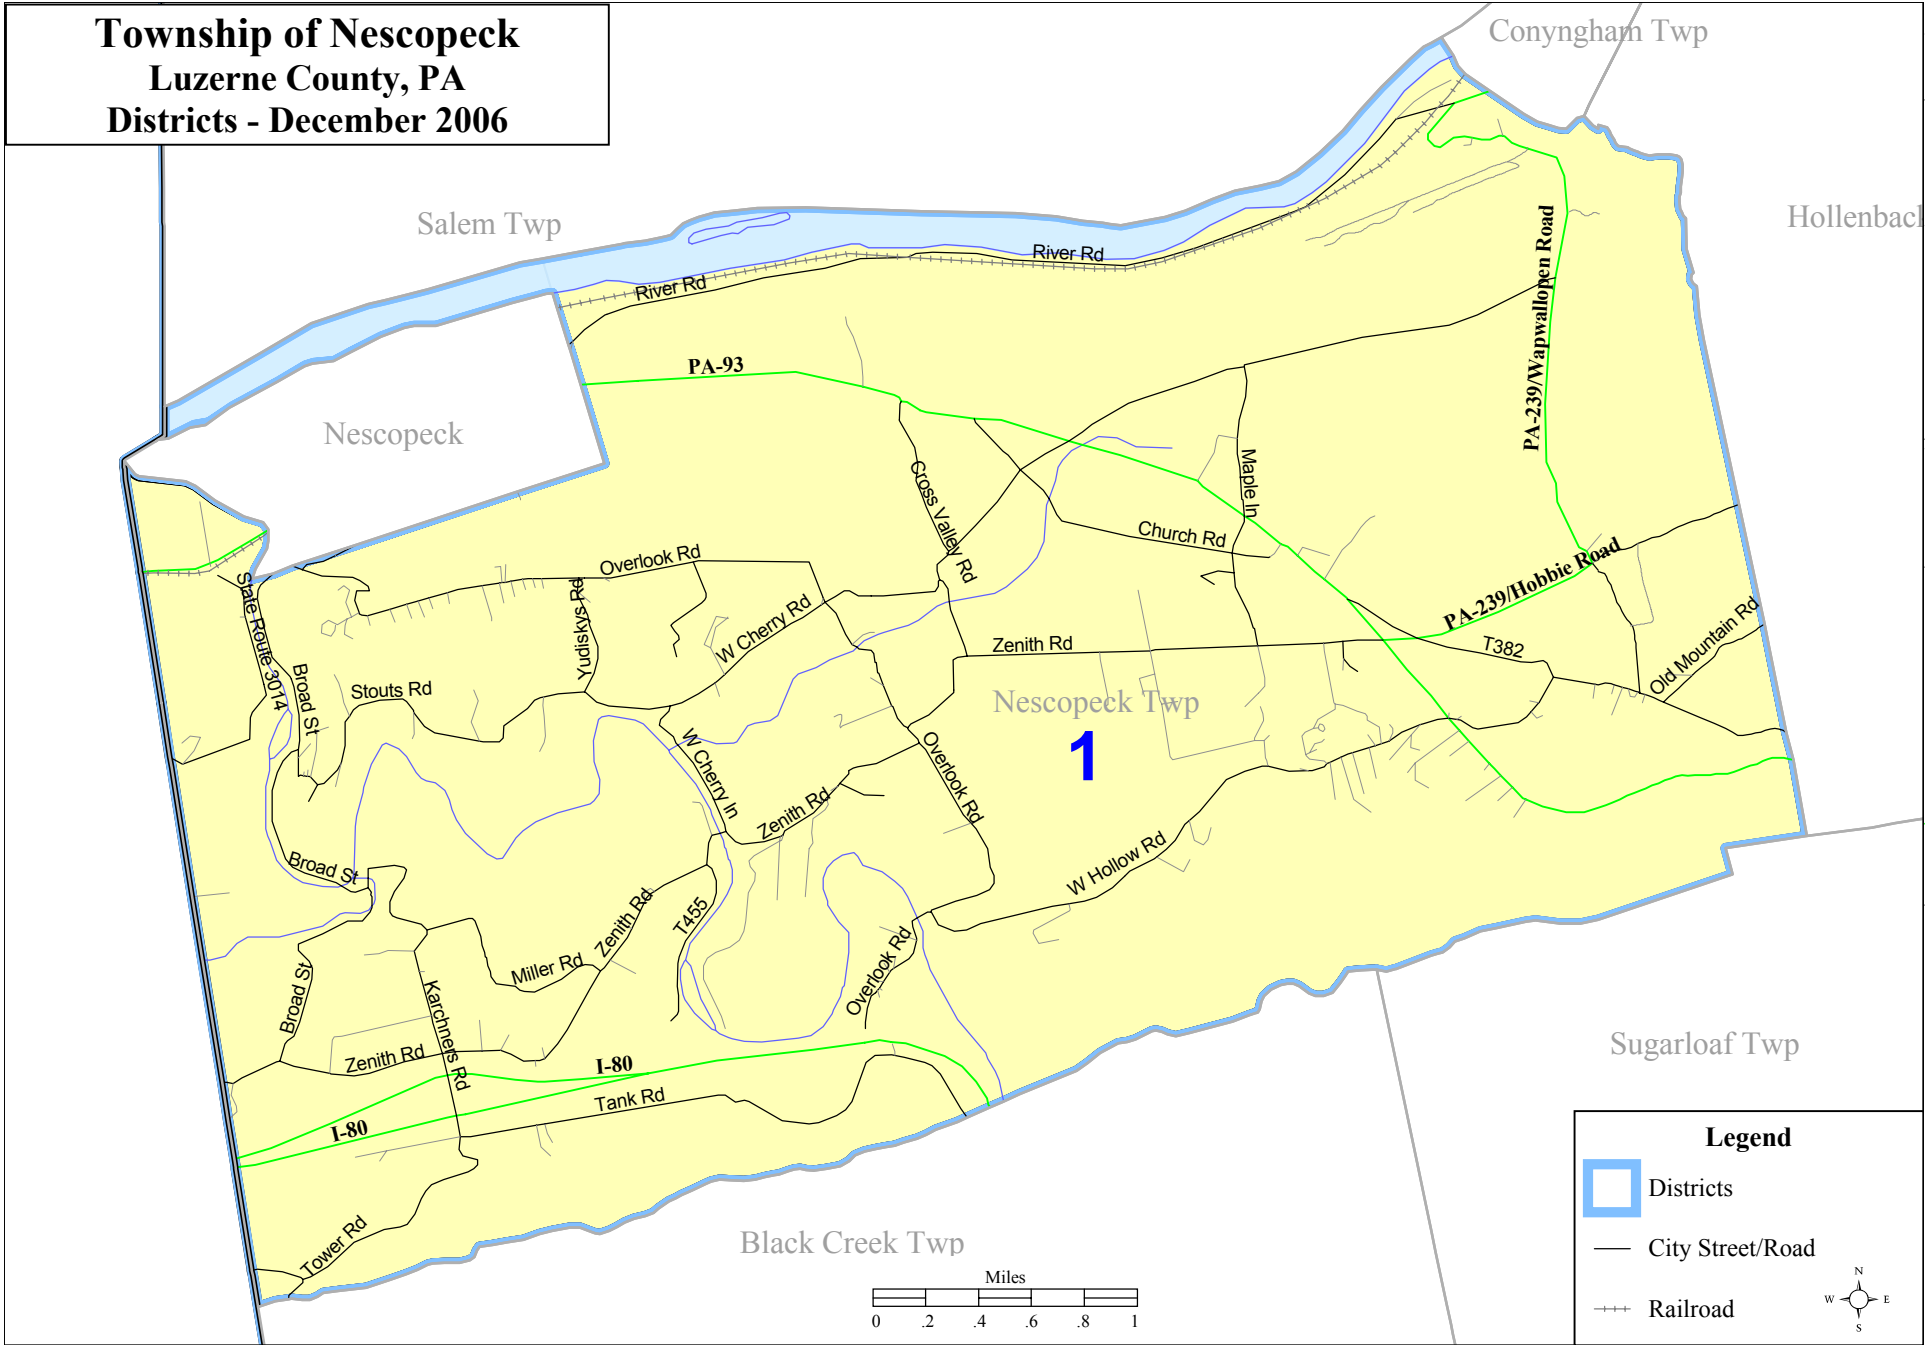 Township of Nescopeck
Luzerne County, PA
Districts - December 2006
Conyngham Twp
Salem Twp
Hollenbac
River Rd
River Rd
PA-239/Wapwallopen Road
PA-93
Nescopeck
Cross Valley Rd
Maple ln
Church Rd
Overlook Rd
PA-239/Hobbie Road
State Route 3014
Yudiskys Rd
W Cherry Rd
Zenith Rd
T382
Old Mountain Rd
Broad St
Stouts Rd
Nescopeck Twp
1
W Cherry ln
Overlook Rd
Zenith Rd
W Hollow Rd
Broad St
Zenith Rd
T455
Miller Rd
Overlook Rd
Broad St
Karchners Rd
Zenith Rd
I-80
Tank Rd
I-80
Sugarloaf Twp
Tower Rd
Black Creek Twp
Miles
0 .2 .4 .6 .8 1
Legend
Districts
City Street/Road
Railroad
N
W E
S